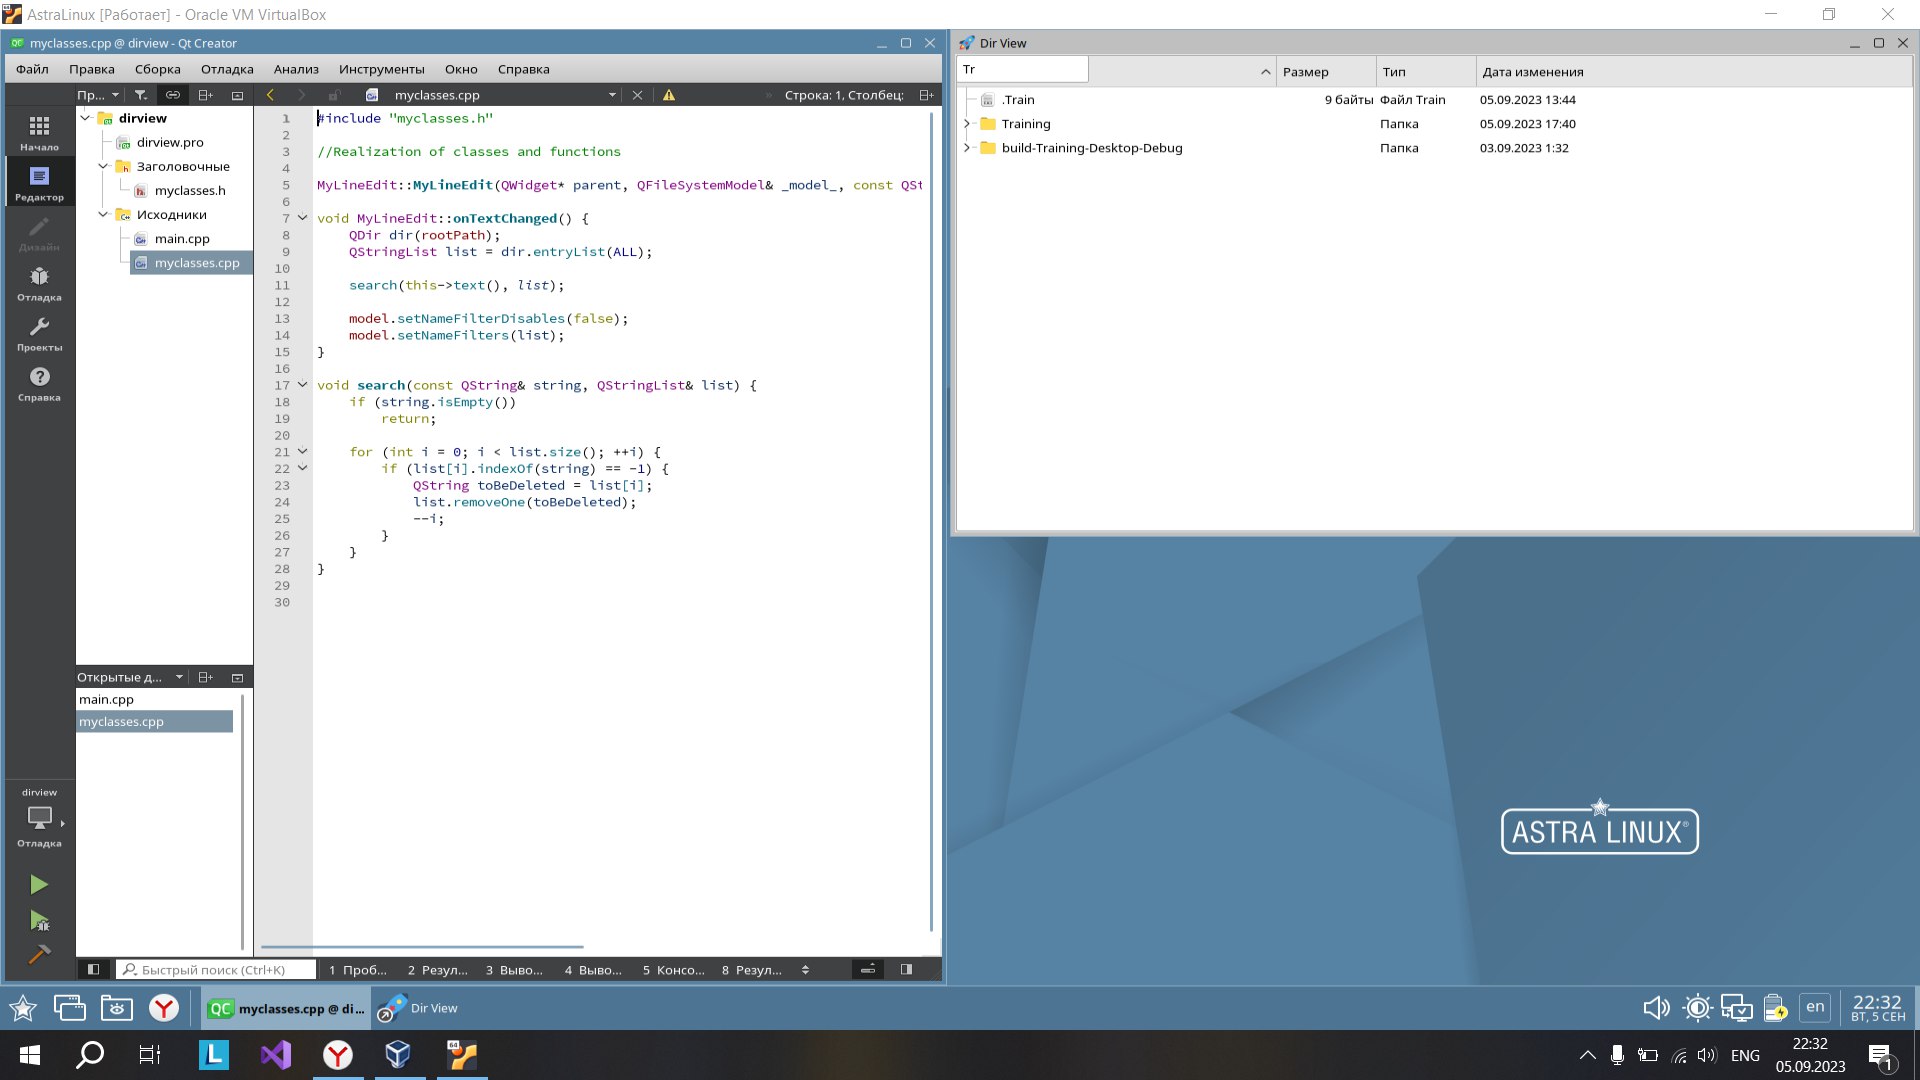 AstraLinux [Работает] - Oracle VM VirtualBox
myclasses.cpp @ dirview - Qt Creator
Файл Правка Сборка Отладка Анализ Инструменты Окно Справка
Пр...
myclasses.cpp
Строка: 1, Столбец:
Начало
Редактор
Дизайн
Отладка
Проекты
Справка
dirview
dirview.pro
Заголовочные
myclasses.h
Исходники
main.cpp
myclasses.cpp
1 #include "myclasses.h"
2
3 //Realization of classes and functions
4
5 MyLineEdit::MyLineEdit(QWidget* parent, QFileSystemModel& _model_, const QSt
6
7 void MyLineEdit::onTextChanged() {
8 QDir dir(rootPath);
9 QStringList list = dir.entryList(ALL);
10
11 search(this->text(), list);
12
13 model.setNameFilterDisables(false);
14 model.setNameFilters(list);
15 }
16
17 void search(const QString& string, QStringList& list) {
18 if (string.isEmpty())
19 return;
20
21 for (int i = 0; i < list.size(); ++i) {
22 if (list[i].indexOf(string) == -1) {
23 QString toBeDeleted = list[i];
24 list.removeOne(toBeDeleted);
25 --i;
26 }
27 }
28 }
29
30
Открытые д...
main.cpp
myclasses.cpp
dirview
Отладка
Быстрый поиск (Ctrl+K)
1 Проб... 2 Резул... 3 Выво... 4 Выво... 5 Консо... 8 Резул...
Dir View
Tr
Размер Тип Дата изменения
.Train 9 байты Файл Train 05.09.2023 13:44
Training Папка 05.09.2023 17:40
build-Training-Desktop-Debug Папка 03.09.2023 1:32
ASTRA LINUX®
QC myclasses.cpp @ di...
Dir View
en
22:32
ВТ, 5 СЕН
L
64
ENG
22:32
05.09.2023
1